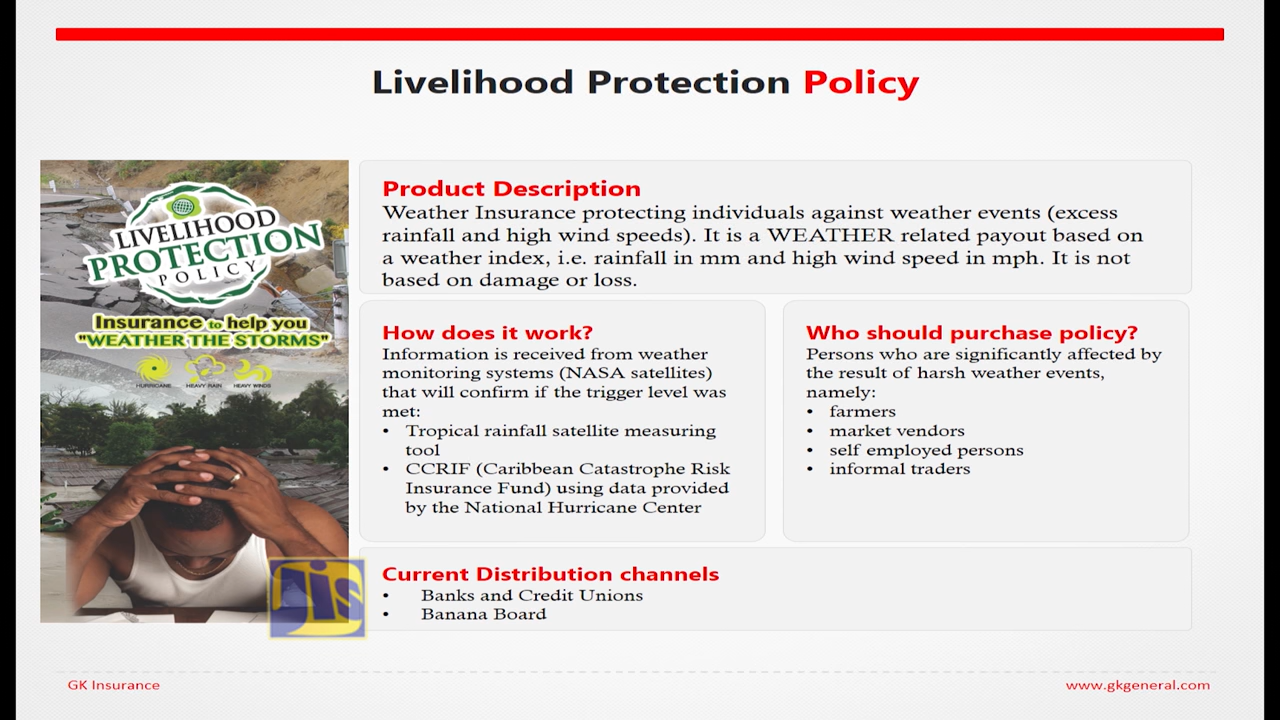 Livelihood Protection Policy
LIVELIHOOD
PROTECTION
POLICY
Insurance to help you
"WEATHER THE STORMS"
HURRICANE HEAVY RAIN HEAVY WINDS
Product Description
Weather Insurance protecting individuals against weather events (excess
rainfall and high wind speeds). It is a WEATHER related payout based on
a weather index, i.e. rainfall in mm and high wind speed in mph. It is not
based on damage or loss.
How does it work?
Information is received from weather
monitoring systems (NASA satellites)
that will confirm if the trigger level was
met:
• Tropical rainfall satellite measuring
tool
• CCRIF (Caribbean Catastrophe Risk
Insurance Fund) using data provided
by the National Hurricane Center
Who should purchase policy?
Persons who are significantly affected by
the result of harsh weather events,
namely:
• farmers
• market vendors
• self employed persons
• informal traders
jis
Current Distribution channels
• Banks and Credit Unions
• Banana Board
GK Insurance
www.gkgeneral.com